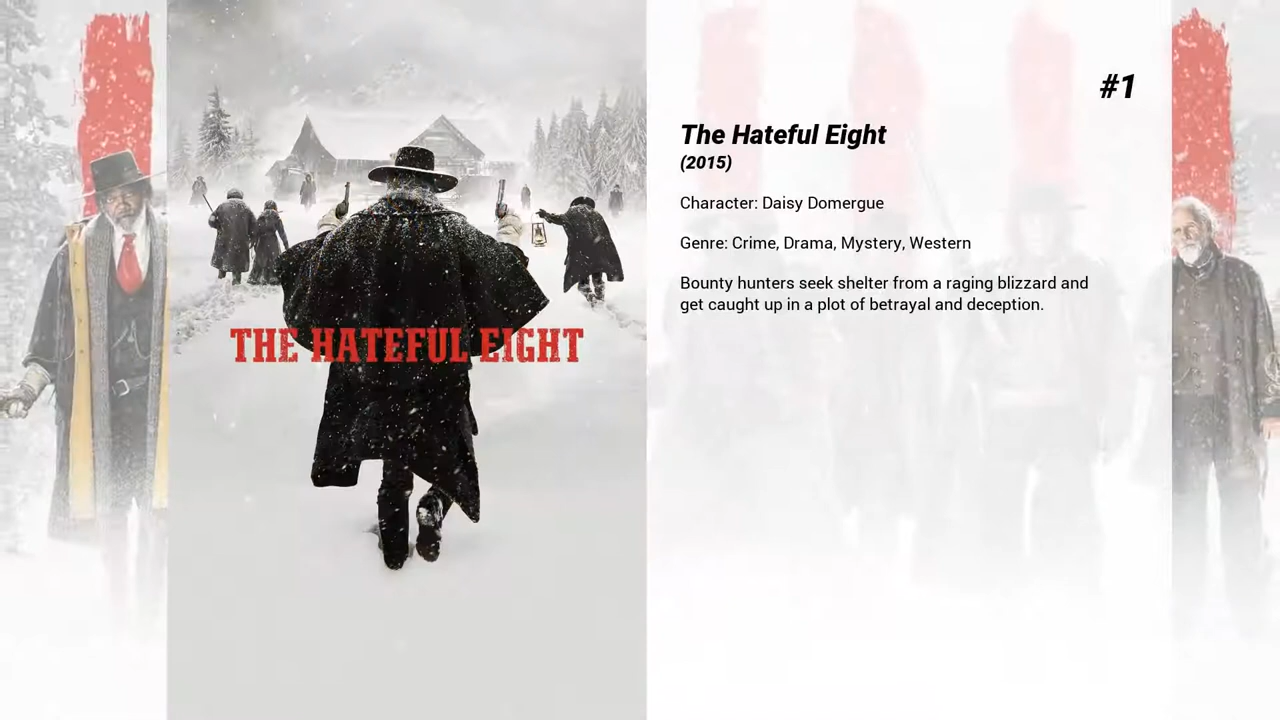 THE HATEFUL EIGHT
#1
The Hateful Eight
(2015)
Character: Daisy Domergue
Genre: Crime, Drama, Mystery, Western
Bounty hunters seek shelter from a raging blizzard and
get caught up in a plot of betrayal and deception.